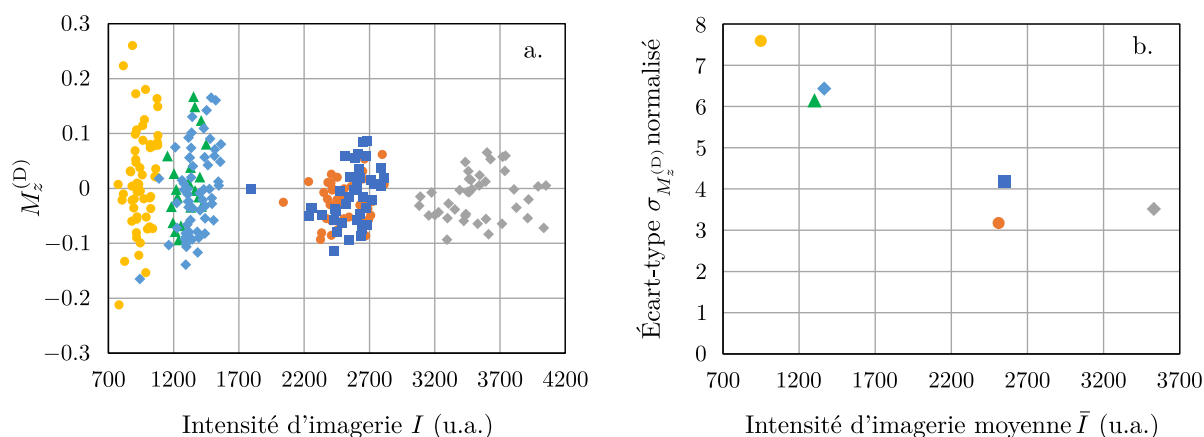 a.
M_z^(D)
0.3
0.2
0.1
0
−0.1
−0.2
−0.3
700 1200 1700 2200 2700 3200 3700 4200
Intensité d'imagerie I (u.a.)
b.
Écart-type σ_{M_z^(D)} normalisé
8
7
6
5
4
3
2
1
0
700 1200 1700 2200 2700 3200 3700
Intensité d'imagerie moyenne Ī (u.a.)